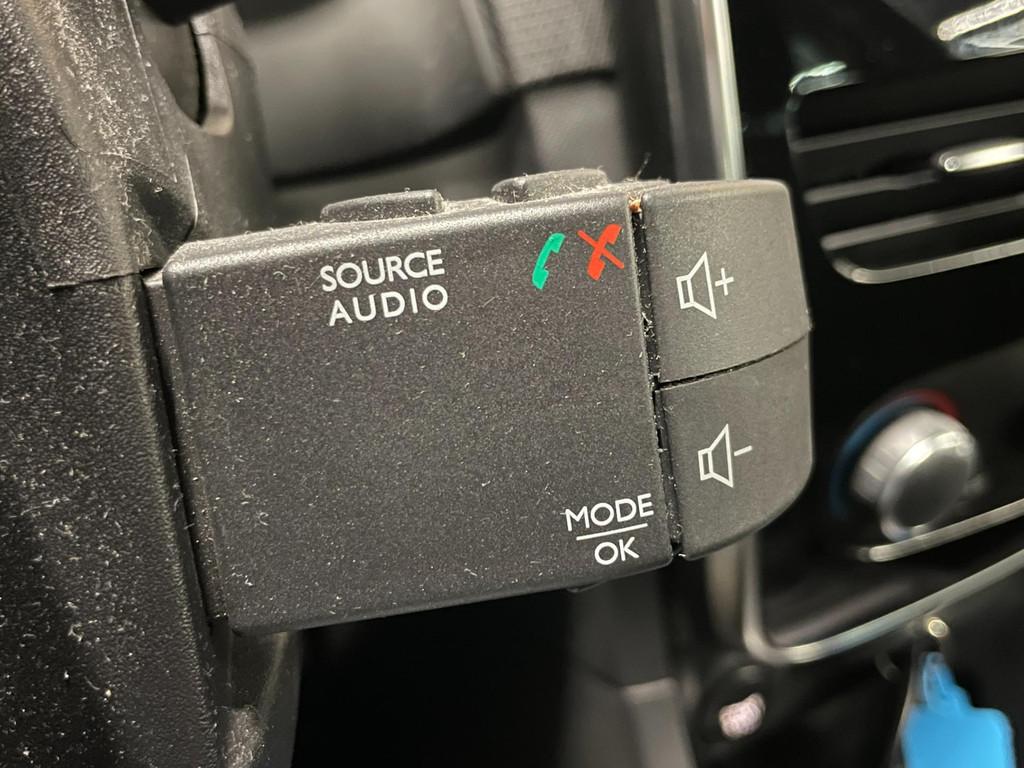 SOURCE
AUDIO
+
-
MODE
OK